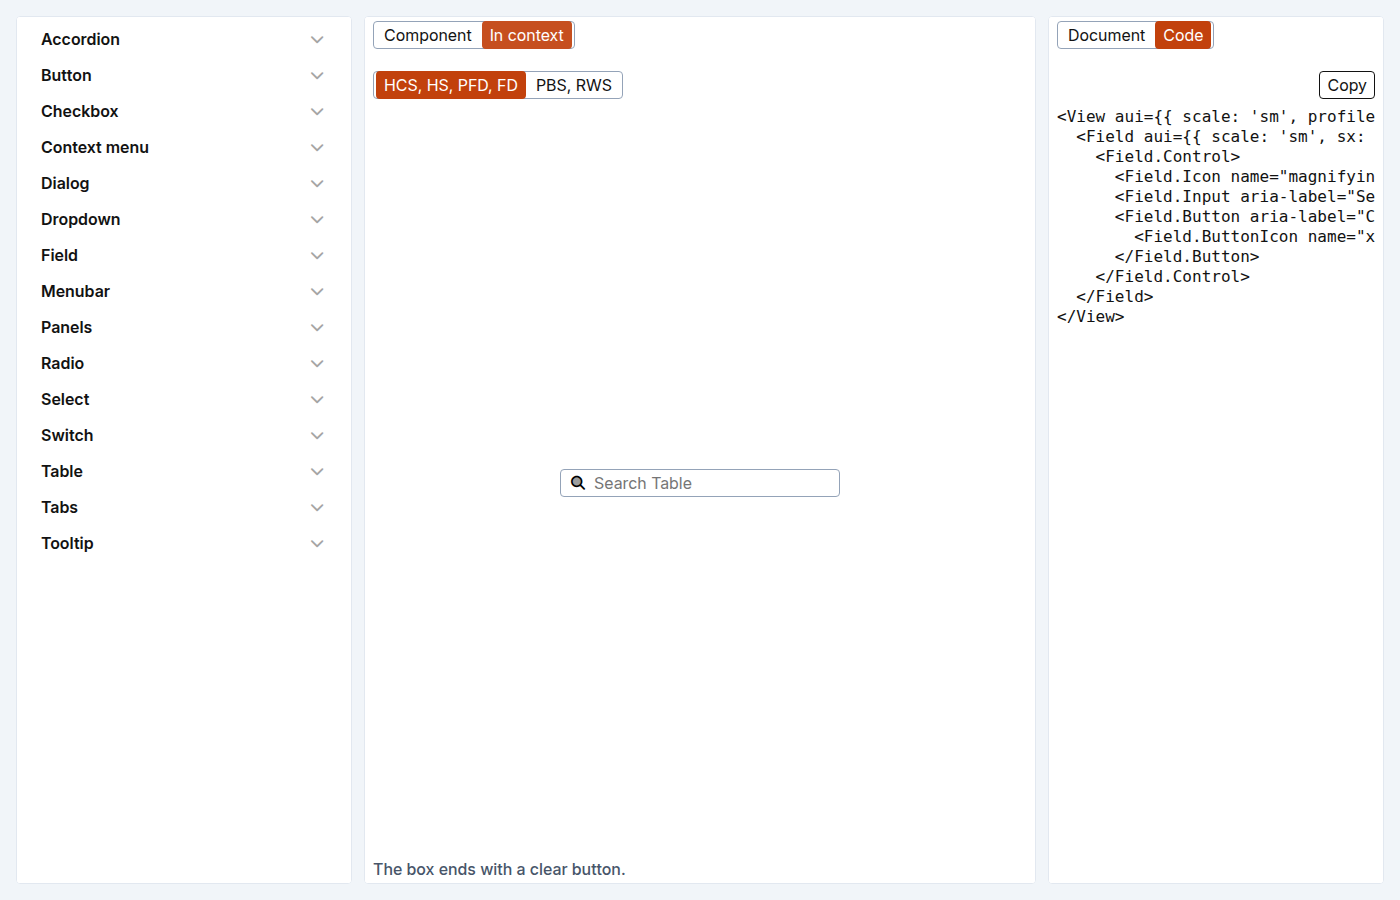 Accordion
Button
Checkbox
Context menu
Dialog
Dropdown
Field
Menubar
Panels
Radio
Select
Switch
Table
Tabs
Tooltip
Component In context
HCS, HS, PFD, FD PBS, RWS
Search Table
The box ends with a clear button.
Document Code
Copy
<View aui={{ scale: 'sm', profile
<Field aui={{ scale: 'sm', sx:
<Field.Control>
<Field.Icon name="magnifyin
<Field.Input aria-label="Se
<Field.Button aria-label="C
<Field.ButtonIcon name="x
</Field.Button>
</Field.Control>
</Field>
</View>